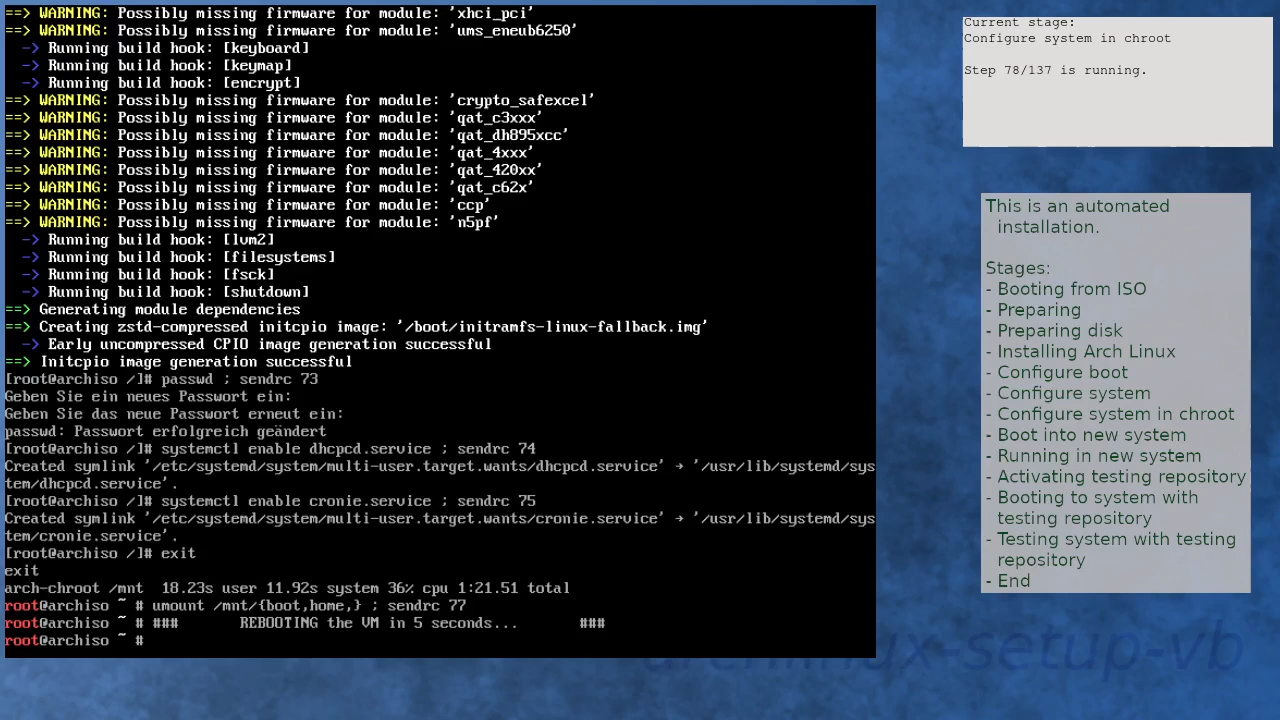 ==> WARNING: Possibly missing firmware for module: 'xhci_pci'
==> WARNING: Possibly missing firmware for module: 'ums_eneub6250'
  -> Running build hook: [keyboard]
  -> Running build hook: [keymap]
  -> Running build hook: [encrypt]
==> WARNING: Possibly missing firmware for module: 'crypto_safexcel'
==> WARNING: Possibly missing firmware for module: 'qat_c3xxx'
==> WARNING: Possibly missing firmware for module: 'qat_dh895xcc'
==> WARNING: Possibly missing firmware for module: 'qat_4xxx'
==> WARNING: Possibly missing firmware for module: 'qat_420xx'
==> WARNING: Possibly missing firmware for module: 'qat_c62x'
==> WARNING: Possibly missing firmware for module: 'ccp'
==> WARNING: Possibly missing firmware for module: 'n5pf'
  -> Running build hook: [lvm2]
  -> Running build hook: [filesystems]
  -> Running build hook: [fsck]
  -> Running build hook: [shutdown]
==> Generating module dependencies
==> Creating zstd-compressed initcpio image: '/boot/initramfs-linux-fallback.img'
  -> Early uncompressed CPIO image generation successful
==> Initcpio image generation successful
[root@archiso /]# passwd ; sendrc 73
Geben Sie ein neues Passwort ein:
Geben Sie das neue Passwort erneut ein:
passwd: Passwort erfolgreich geändert
[root@archiso /]# systemctl enable dhcpcd.service ; sendrc 74
Created symlink '/etc/systemd/system/multi-user.target.wants/dhcpcd.service' → '/usr/lib/systemd/sys
tem/dhcpcd.service'.
[root@archiso /]# systemctl enable cronie.service ; sendrc 75
Created symlink '/etc/systemd/system/multi-user.target.wants/cronie.service' → '/usr/lib/systemd/sys
tem/cronie.service'.
[root@archiso /]# exit
exit
arch-chroot /mnt  18.23s user 11.92s system 36% cpu 1:21.51 total
root@archiso ~ # umount /mnt/{boot,home,} ; sendrc 77
root@archiso ~ # ###       REBOOTING the VM in 5 seconds...       ###
root@archiso ~ #
Current stage:
Configure system in chroot
Step 78/137 is running.
This is an automated
installation.
Stages:
- Booting from ISO
- Preparing
- Preparing disk
- Installing Arch Linux
- Configure boot
- Configure system
- Configure system in chroot
- Boot into new system
- Running in new system
- Activating testing repository
- Booting to system with
testing repository
- Testing system with testing
repository
- End
archlinux-setup-vb